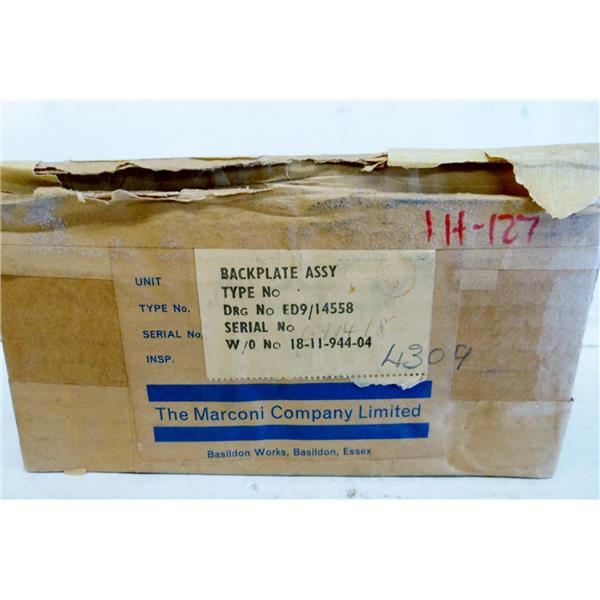 1H-127
UNIT
TYPE No.
SERIAL No.
INSP.
BACKPLATE ASSY
TYPE No
DRG No ED9/14558
SERIAL No
W/O No 18-11-944-04
4309
The Marconi Company Limited
Basildon Works, Basildon, Essex